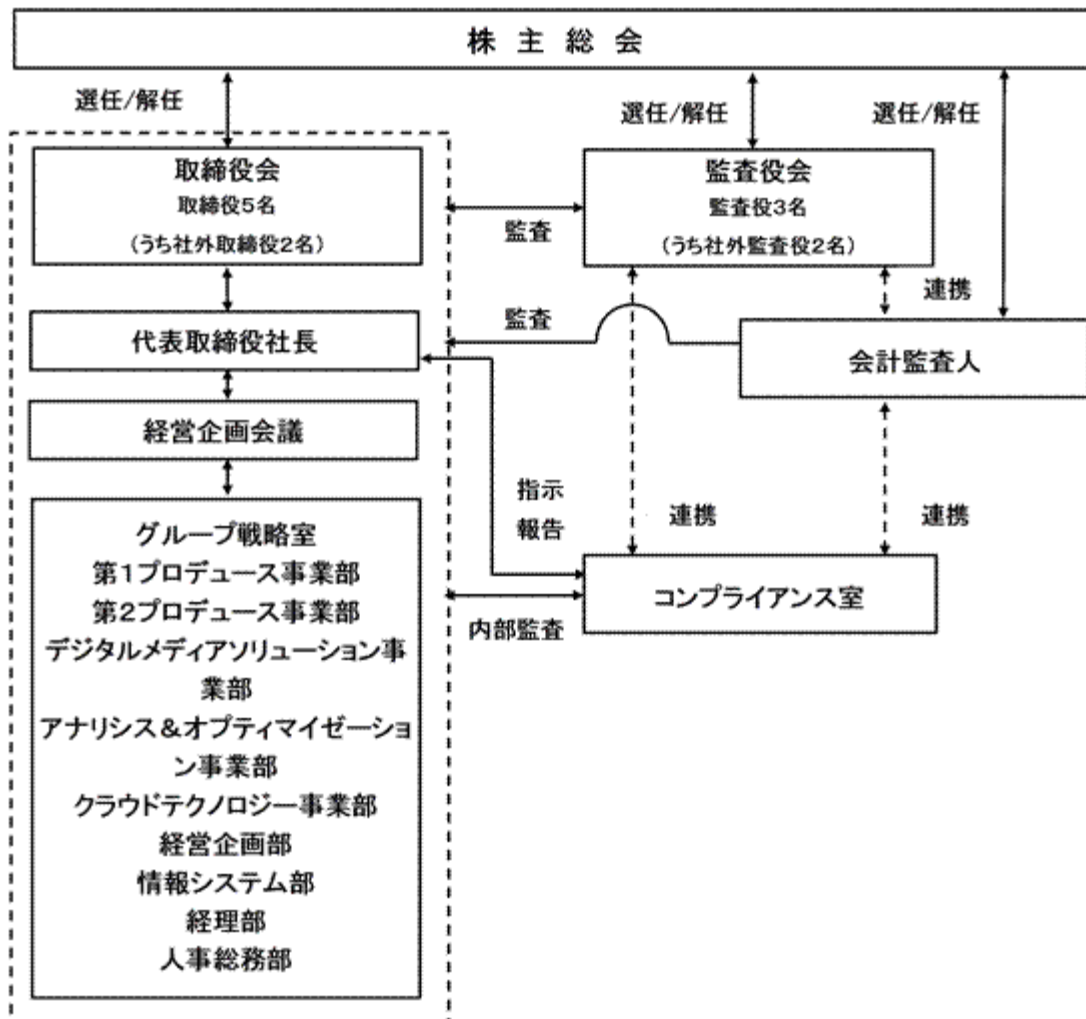 株主総会
選任/解任
選任/解任
選任/解任
取締役会
取締役5名
(うち社外取締役2名)
監査役会
監査役3名
(うち社外監査役2名)
監査
連携
監査
代表取締役社長
会計監査人
経営企画会議
指示
報告
連携
連携
グループ戦略室
第1プロデュース事業部
第2プロデュース事業部
デジタルメディアソリューション事
業部
アナリシス&オプティマイゼーショ
ン事業部
クラウドテクノロジー事業部
経営企画部
情報システム部
経理部
人事総務部
コンプライアンス室
内部監査